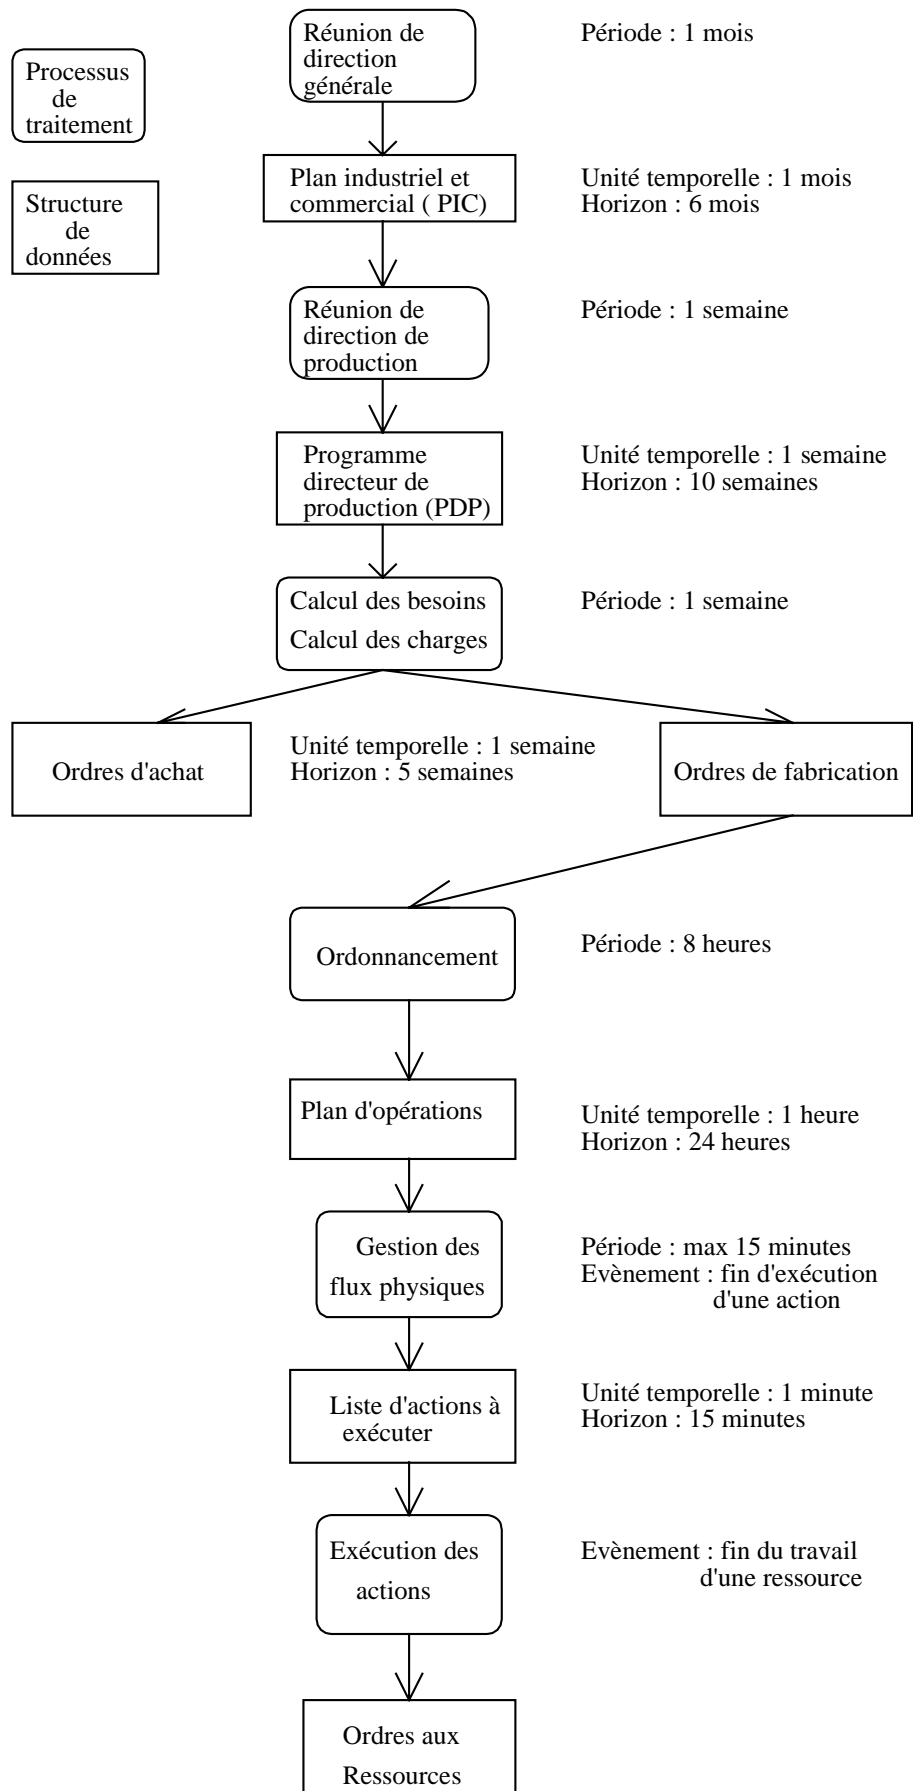 Réunion de
direction
générale
Période : 1 mois
Processus
de
traitement
Plan industriel et
commercial ( PIC)
Unité temporelle : 1 mois
Horizon : 6 mois
Structure
de
données
Réunion de
direction de
production
Période : 1 semaine
Programme
directeur de
production (PDP)
Unité temporelle : 1 semaine
Horizon : 10 semaines
Calcul des besoins
Calcul des charges
Période : 1 semaine
Ordres d'achat
Unité temporelle : 1 semaine
Horizon : 5 semaines
Ordres de fabrication
Ordonnancement
Période : 8 heures
Plan d'opérations
Unité temporelle : 1 heure
Horizon : 24 heures
Gestion des
flux physiques
Période : max 15 minutes
Evènement : fin d'exécution
d'une action
Liste d'actions à
exécuter
Unité temporelle : 1 minute
Horizon : 15 minutes
Exécution des
actions
Evènement : fin du travail
d'une ressource
Ordres aux
Ressources